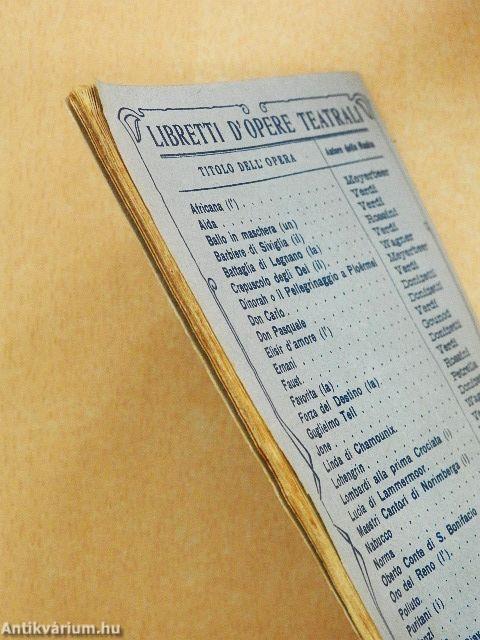 LIBRETTI D'OPERE TEATRALI
TITOLO DELL'OPERA Autore della Musica
Africana (l') Meyerbeer
Aida Verdi
Ballo in maschera (un) Verdi
Barbiere di Siviglia (il) Rossini
Battaglia di Legnano (la) Verdi
Crepuscolo degli Dei (il) Wagner
Dinorah o il Pellegrinaggio a Ploërmel Meyerbeer
Don Carlo Verdi
Don Pasquale Donizetti
Elisir d'amore (l') Donizetti
Ernani Verdi
Faust Gounod
Favorita (la) Donizetti
Forza del Destino (la) Verdi
Guglielmo Tell Rossini
Jone Petrella
Linda di Chamounix
Lohengrin
Lombardi alla prima Crociata (i)
Lucia di Lammermoor
Maestri Cantori di Norimberga (i)
Nabucco
Norma
Oberto Conte di S. Bonifacio
Oro del Reno (l')
Poliuto
Puritani (i)
Antikvárium.hu